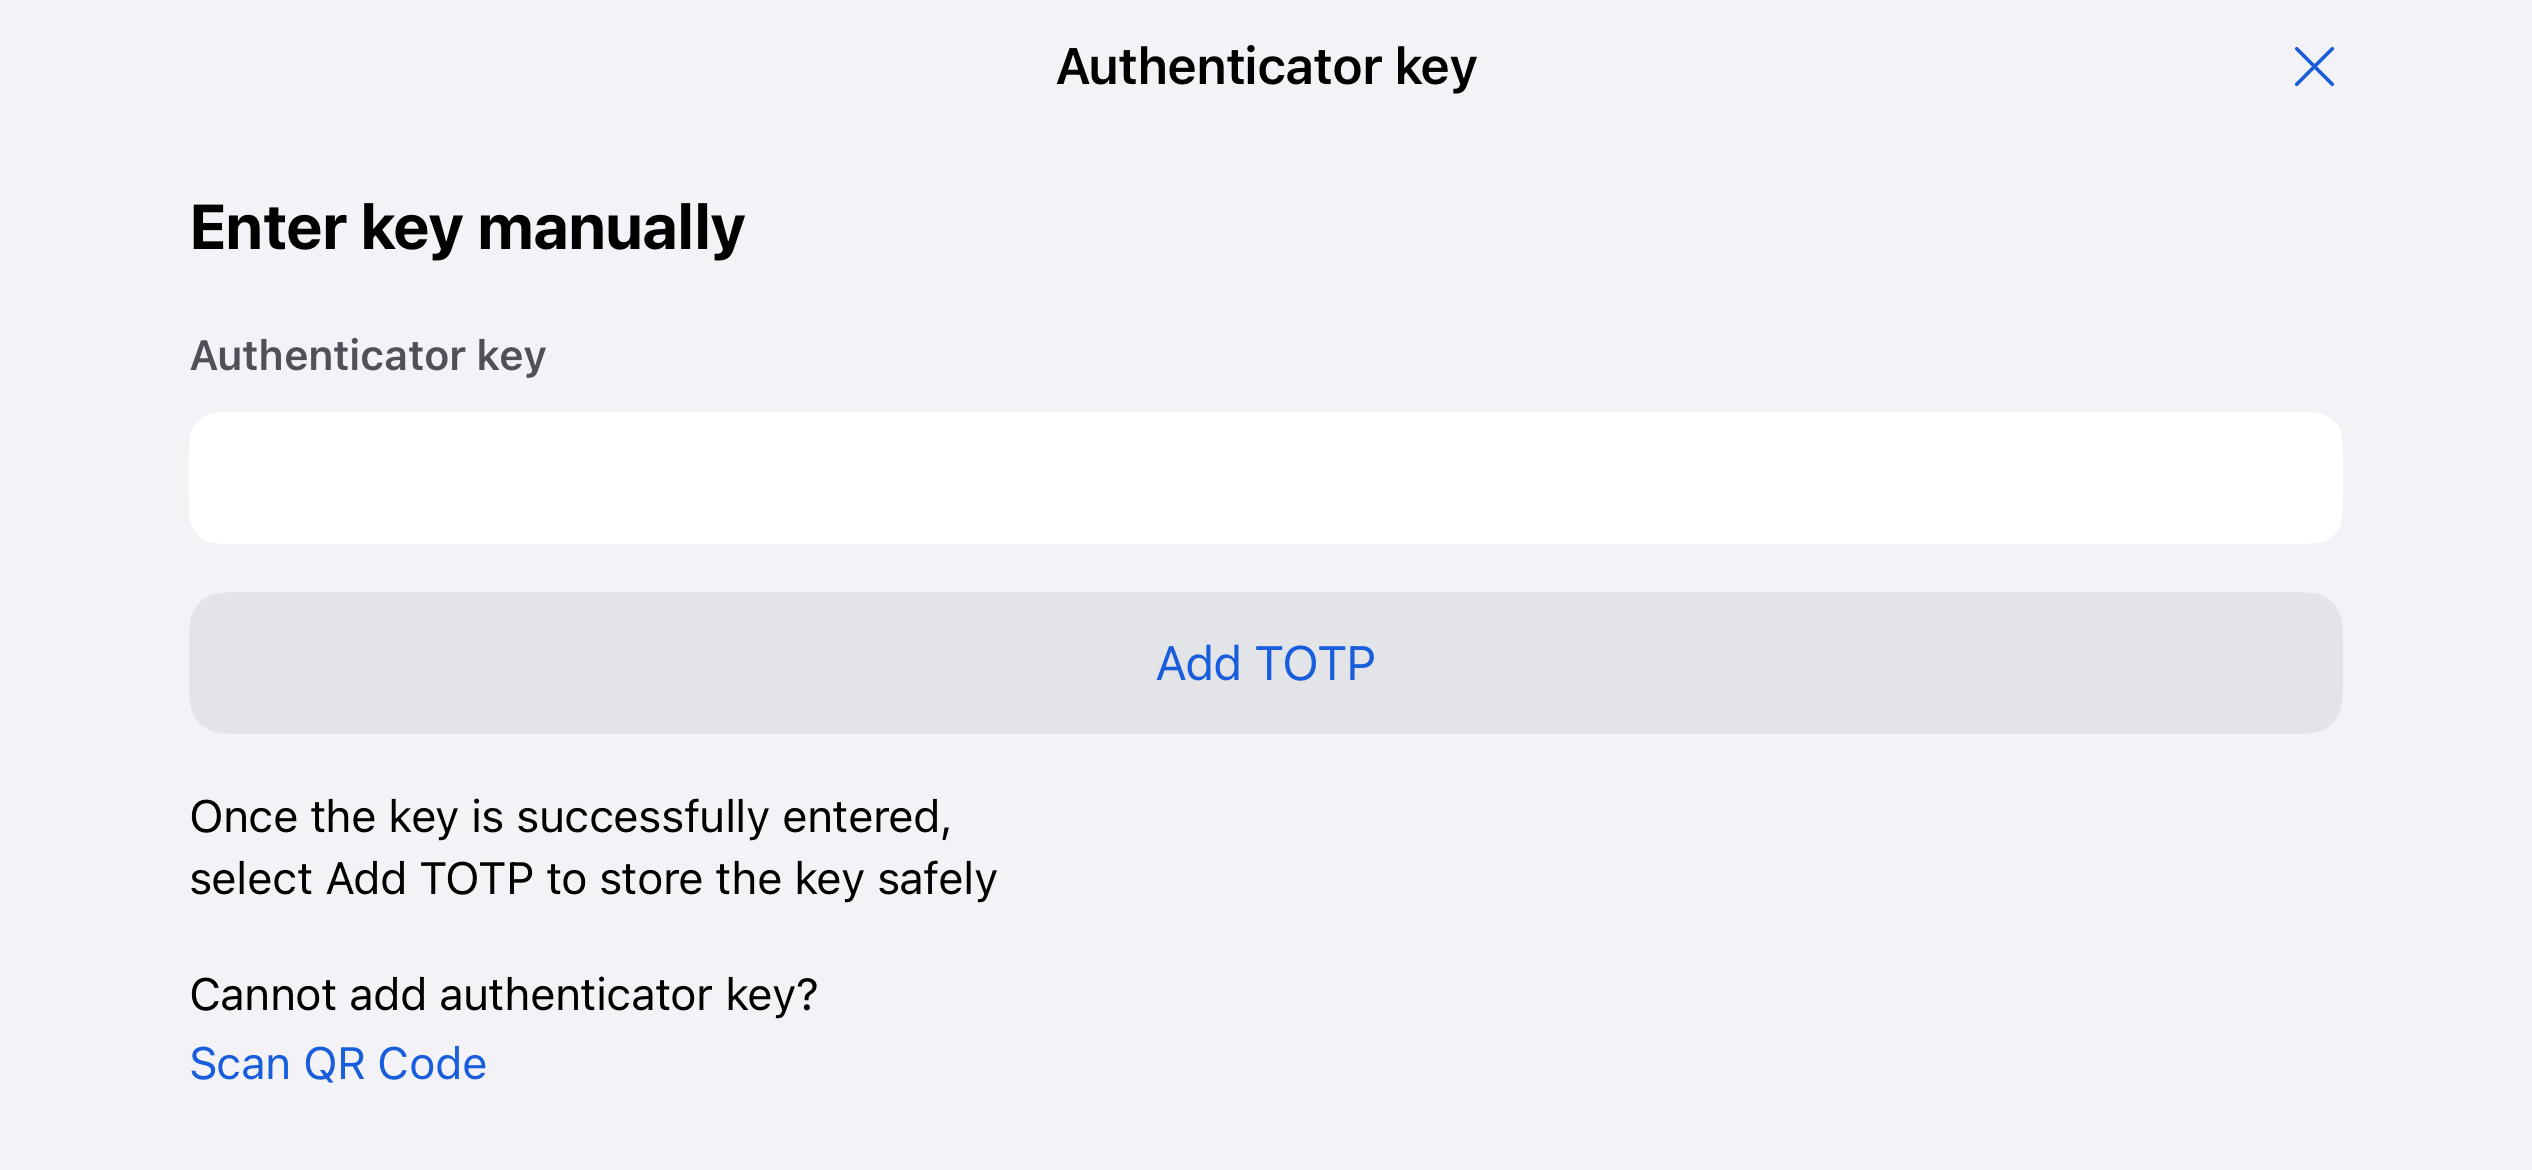 Authenticator key
Enter key manually
Authenticator key
Add TOTP
Once the key is successfully entered,
select Add TOTP to store the key safely
Cannot add authenticator key?
Scan QR Code